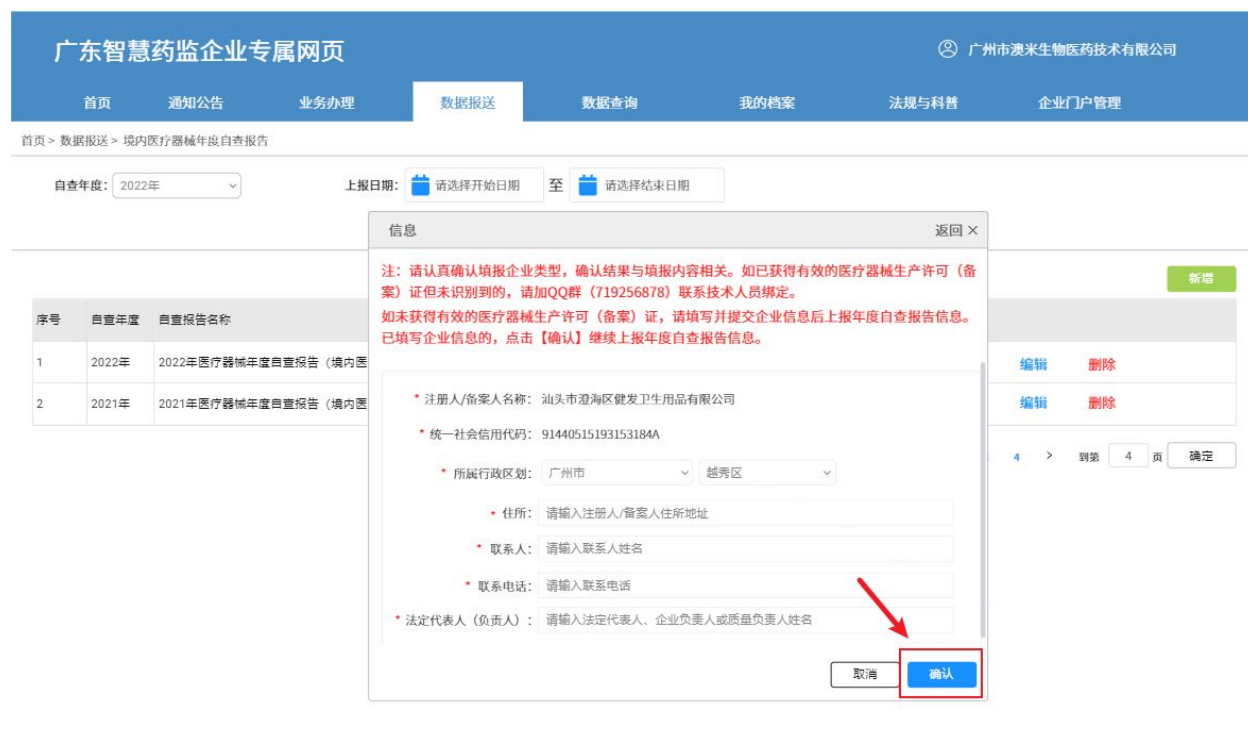 广东智慧药监企业专属网页
广州市澳米生物医药技术有限公司
首页 通知公告 业务办理 数据报送 数据查询 我的档案 法规与科普 企业门户管理
首页 > 数据报送 > 境内医疗器械年度自查报告
自查年度： 2022年 上报日期： 请选择开始日期 至 请选择结束日期
信息 返回 ×
注：请认真确认填报企业类型，确认结果与填报内容相关。如已获得有效的医疗器械生产许可（备
案）证但未识别到的，请加QQ群（719256878）联系技术人员绑定。
如未获得有效的医疗器械生产许可（备案）证，请填写并提交企业信息后上报年度自查报告信息。
已填写企业信息的，点击【确认】继续上报年度自查报告信息。
新增
序号 自查年度 自查报告名称
1 2022年 2022年医疗器械年度自查报告（境内医 编辑 删除
2 2021年 2021年医疗器械年度自查报告（境内医 编辑 删除
4 > 到第 4 页 确定
* 注册人/备案人名称： 汕头市澄海区健发卫生用品有限公司
* 统一社会信用代码： 91440515193153184A
* 所属行政区划： 广州市 越秀区
* 住所： 请输入注册人/备案人住所地址
* 联系人： 请输入联系人姓名
* 联系电话： 请输入联系电话
* 法定代表人（负责人）： 请输入法定代表人、企业负责人或质量负责人姓名
取消 确认